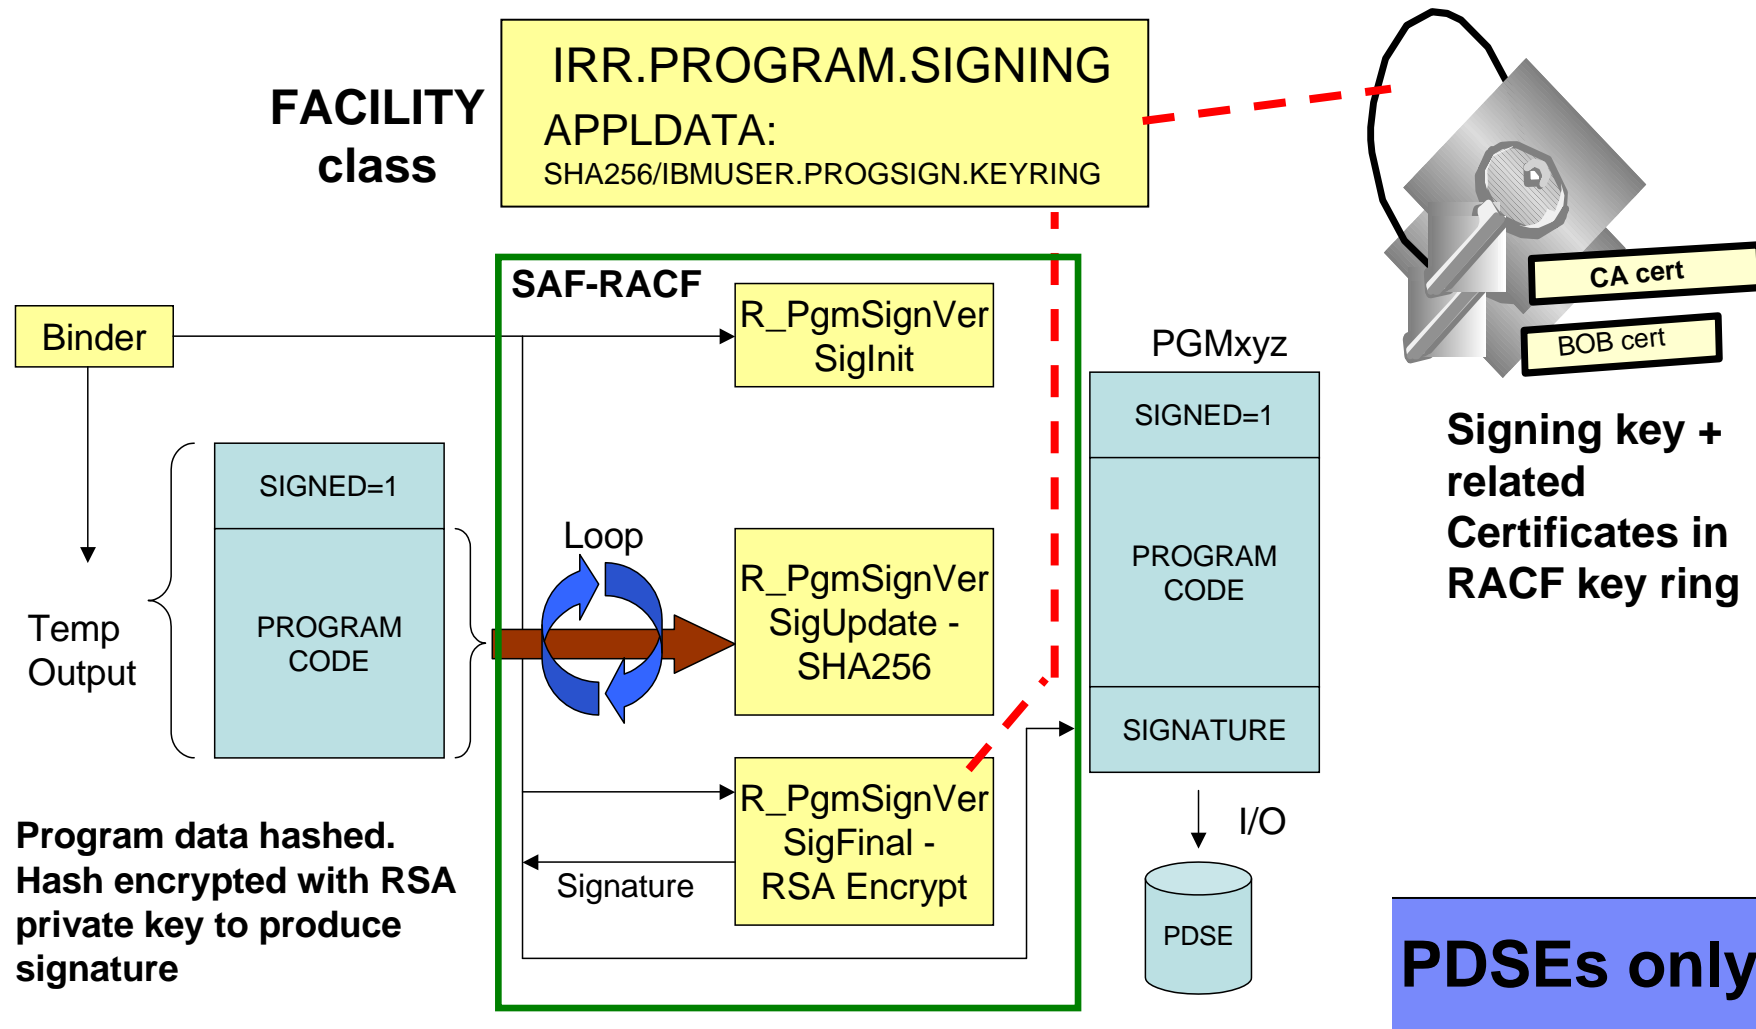 IRR.PROGRAM.SIGNING
APPLDATA:
SHA256/IBMUSER.PROGSIGN.KEYRING
FACILITY
class
CA cert
BOB cert
Signing key +
related
Certificates in
RACF key ring
SAF-RACF
Binder
R_PgmSignVer
SigInit
PGMxyz
SIGNED=1
PROGRAM
CODE
SIGNATURE
SIGNED=1
PROGRAM
CODE
Temp
Output
Loop
R_PgmSignVer
SigUpdate -
SHA256
R_PgmSignVer
SigFinal -
RSA Encrypt
Signature
I/O
PDSE
Program data hashed.
Hash encrypted with RSA
private key to produce
signature
PDSEs only